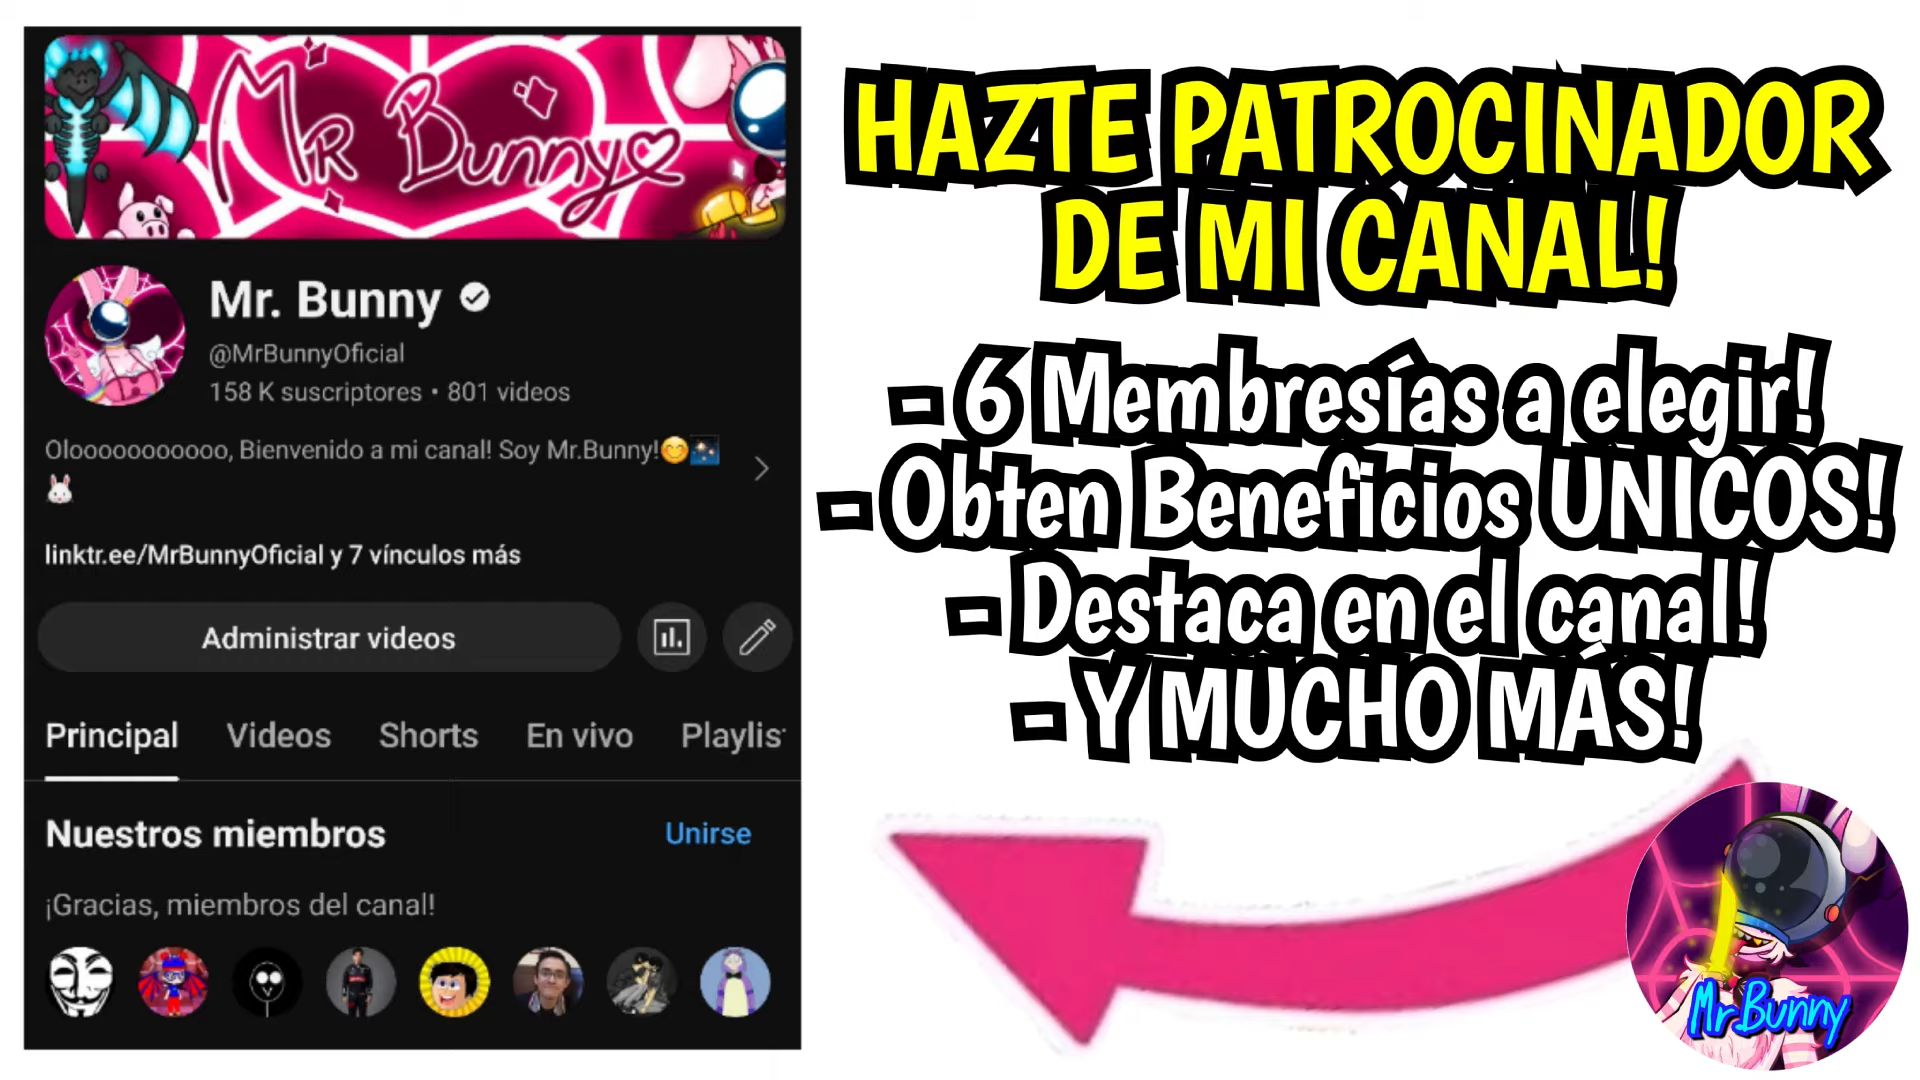 Mr Bunny
Mr. Bunny
@MrBunnyOficial
158 K suscriptores • 801 videos
Olooooooooooo, Bienvenido a mi canal! Soy Mr.Bunny!😊🌠
🐰
linktr.ee/MrBunnyOficial y 7 vínculos más
Administrar videos
Principal Videos Shorts En vivo Playlis
Nuestros miembros Unirse
¡Gracias, miembros del canal!
HAZTE PATROCINADOR
DE MI CANAL!
- 6 Membresías a elegir!
- Obten Beneficios UNICOS!
- Destaca en el canal!
- Y MUCHO MÁS!
Mr.Bunny